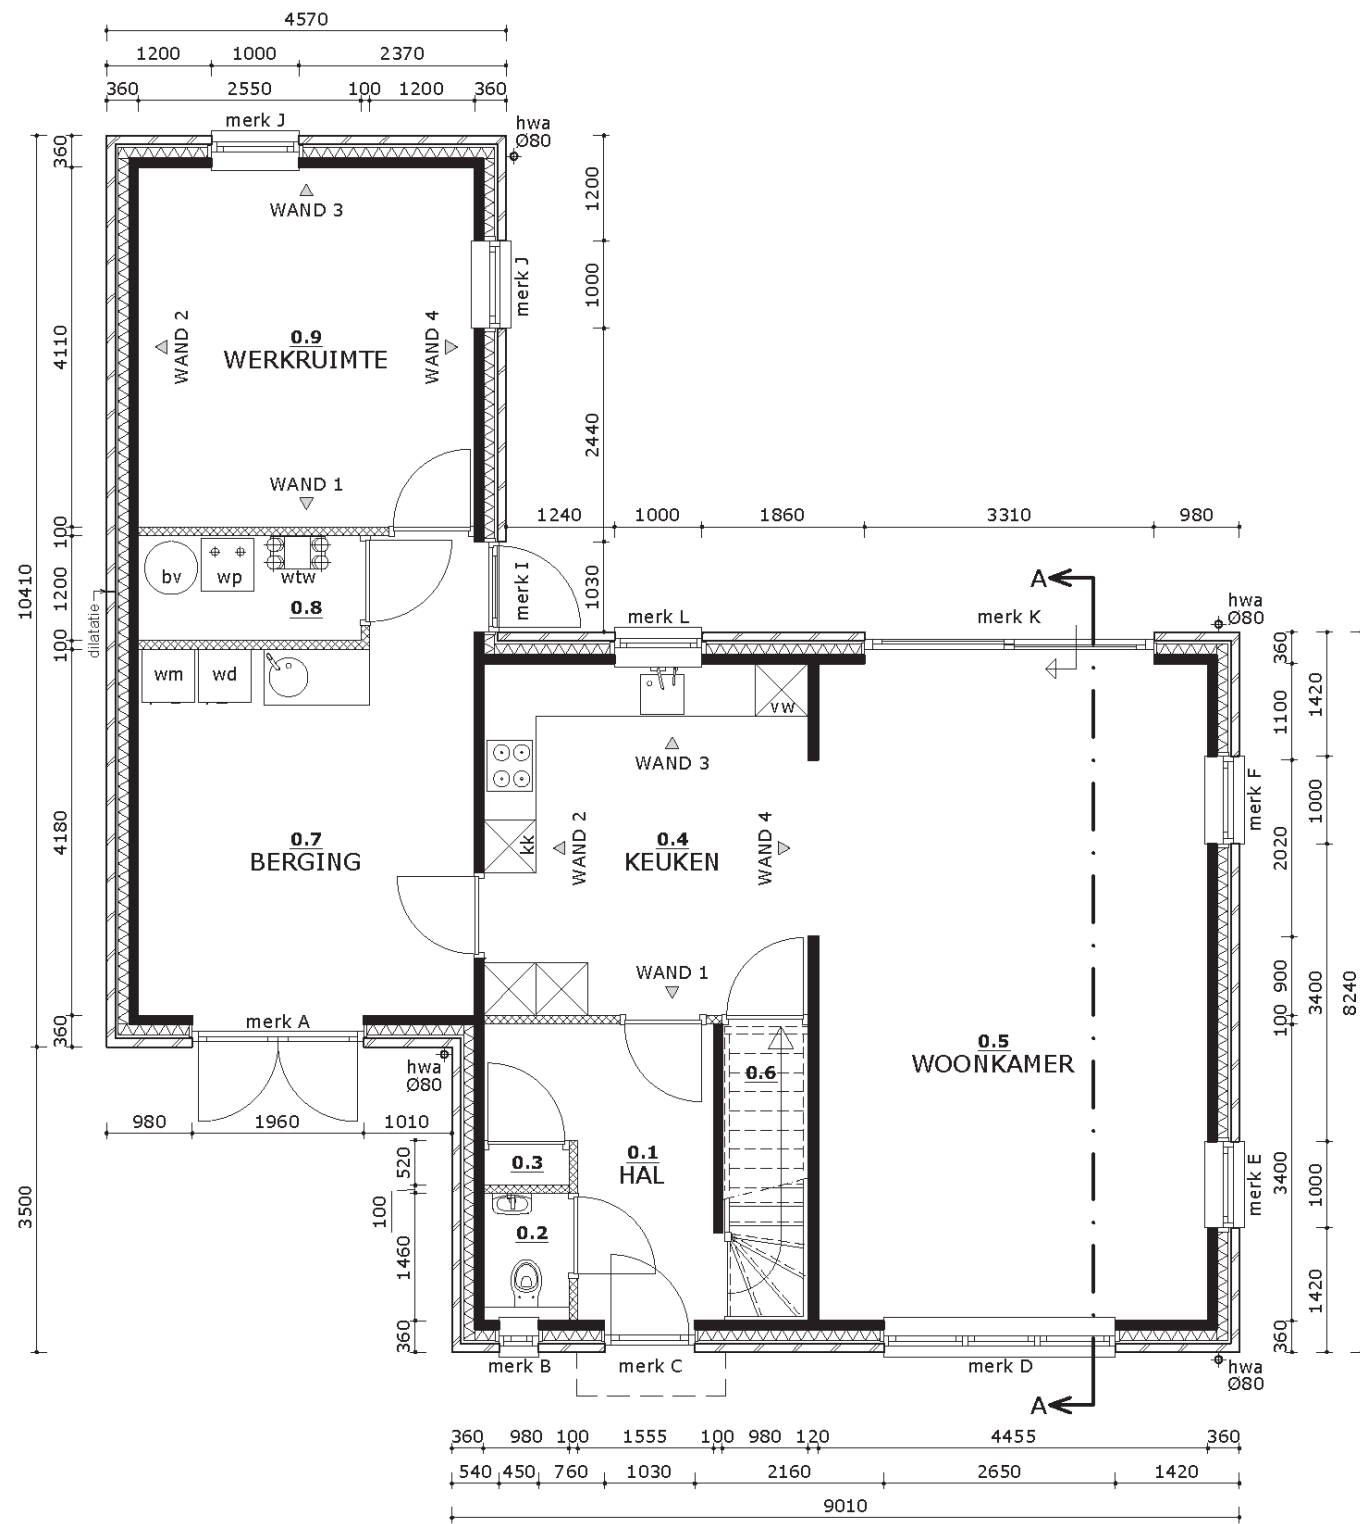 4570
1200 1000 2370
360 2550 100 1200 360
merk J
hwa
Ø80
360
4110
100
1200
100
4180
360
10410
3500
dilatatie
1200
1000
2440
1030
merk J
WAND 3
WAND 2
WAND 4
0.9
WERKRUIMTE
WAND 1
1240 1000 1860 3310 980
bv wp wtw
0.8
merk I
wm wd
merk L
merk K
A
hwa
Ø80
vw
WAND 3
WAND 2
WAND 4
kk
0.4
KEUKEN
WAND 1
0.7
BERGING
merk A
hwa
Ø80
980 1960 1010
merk F
360
1100
2020
900
100
3400
360
1420
1000
3400
1000
1420
8240
0.5
WOONKAMER
0.6
0.1
HAL
0.3
0.2
520
100
1460
360
merk E
merk B merk C merk D
hwa
Ø80
A
360 980 100 1555 100 980 120 4455 360
540 450 760 1030 2160 2650 1420
9010